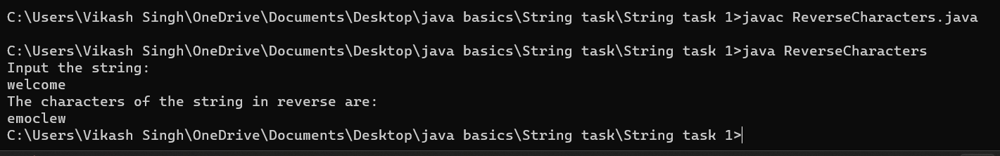 C:\Users\Vikash Singh\OneDrive\Documents\Desktop\java basics\String task\String task 1>javac ReverseCharacters.java
C:\Users\Vikash Singh\OneDrive\Documents\Desktop\java basics\String task\String task 1>java ReverseCharacters
Input the string:
welcome
The characters of the string in reverse are:
emoclew
C:\Users\Vikash Singh\OneDrive\Documents\Desktop\java basics\String task\String task 1>